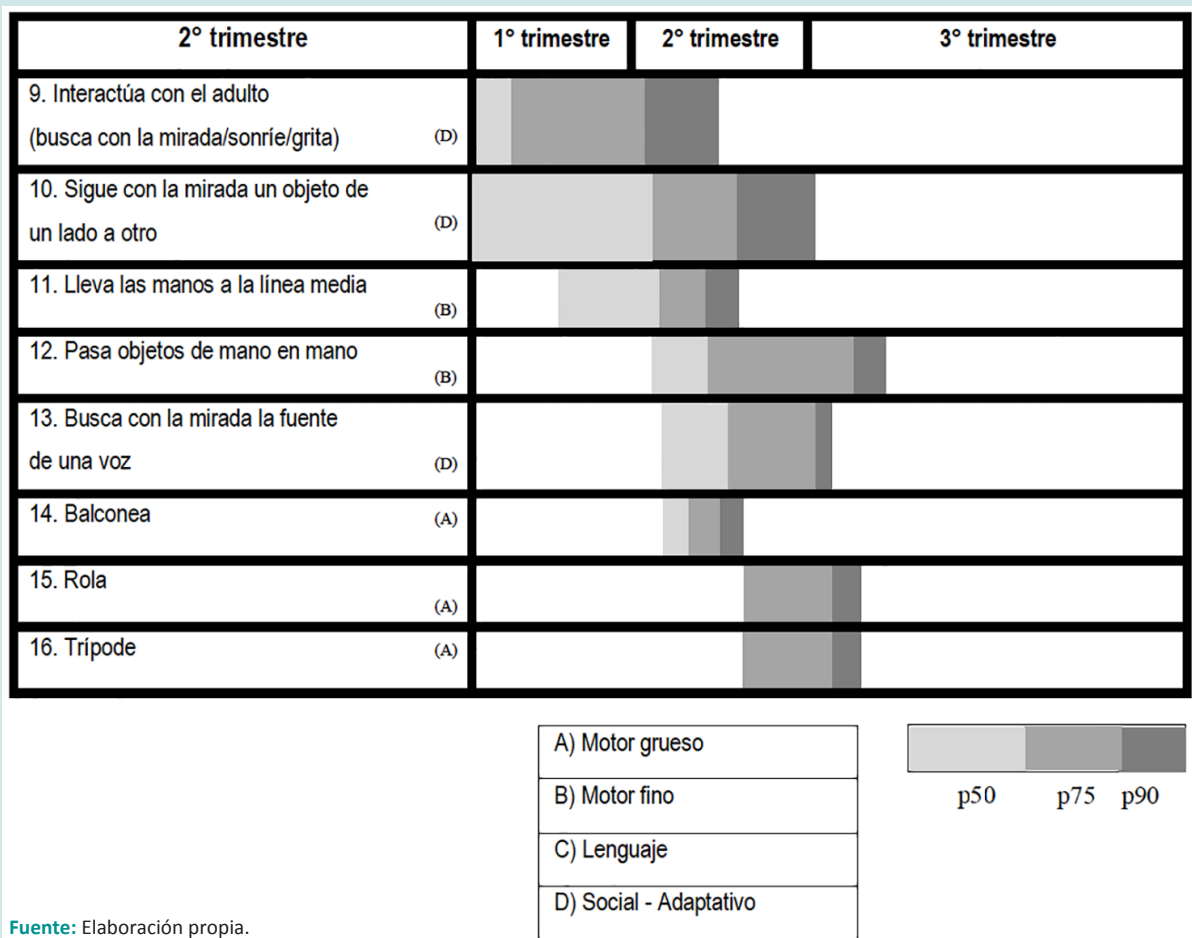 2° trimestre
1° trimestre
2° trimestre
3° trimestre
9. Interactúa con el adulto
(busca con la mirada/sonríe/grita) (D)
10. Sigue con la mirada un objeto de
un lado a otro (D)
11. Lleva las manos a la línea media
(B)
12. Pasa objetos de mano en mano
(B)
13. Busca con la mirada la fuente
de una voz (D)
14. Balconea (A)
15. Rola
(A)
16. Trípode (A)
A) Motor grueso
B) Motor fino
C) Lenguaje
D) Social - Adaptativo
p50 p75 p90
Fuente: Elaboración propia.